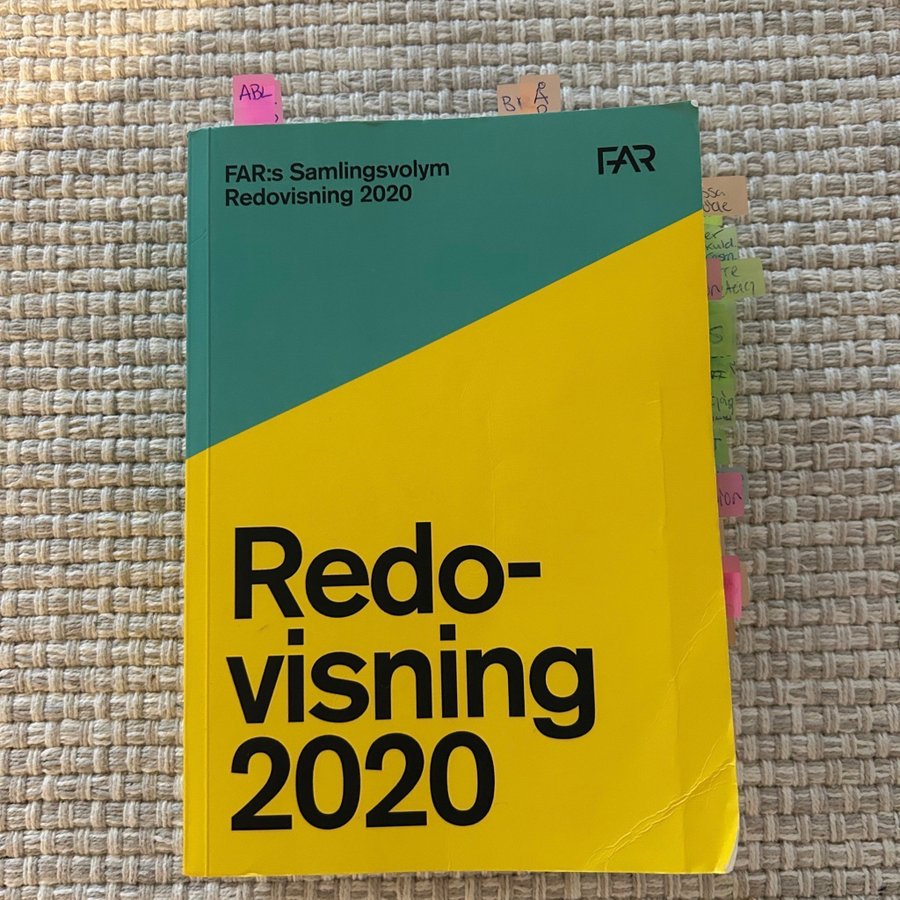 ABL
FAR:s Samlingsvolym
Redovisning 2020
FAR
Redo-
visning
2020